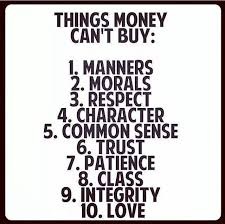 THINGS MONEY
CAN'T BUY:
1. MANNERS
2. MORALS
3. RESPECT
4. CHARACTER
5. COMMON SENSE
6. TRUST
7. PATIENCE
8. CLASS
9. INTEGRITY
10. LOVE